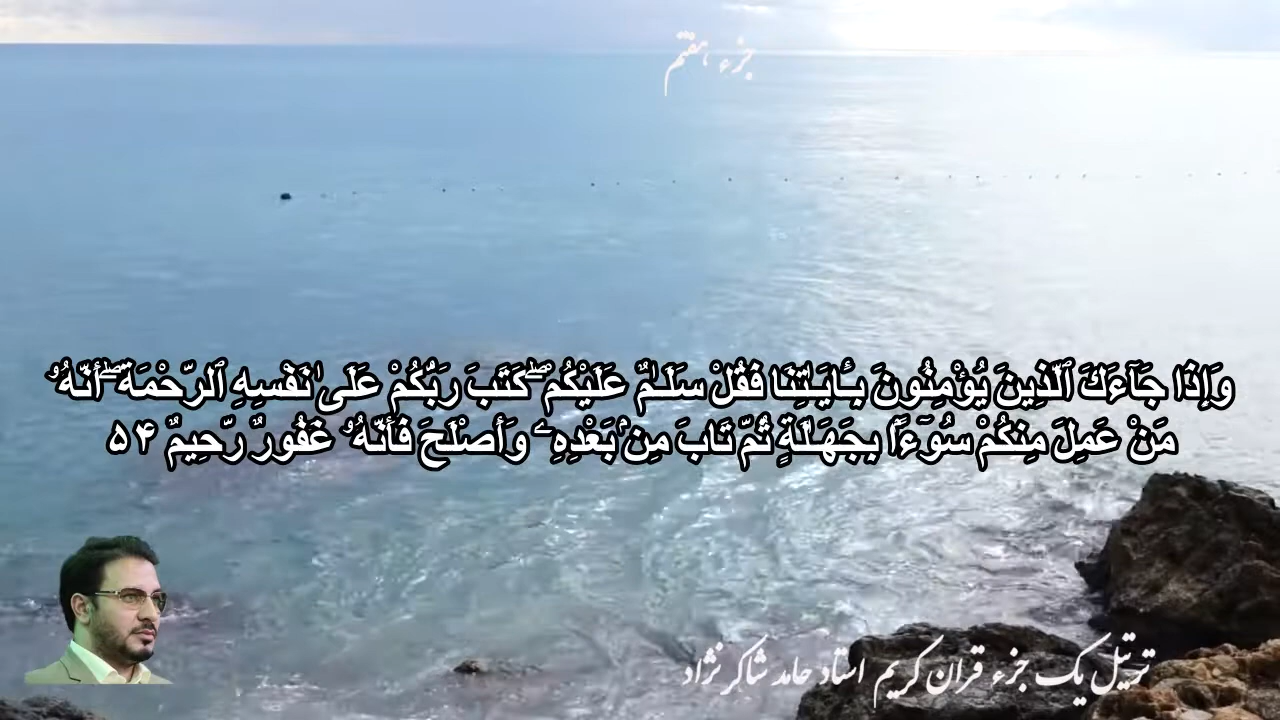 جزء هفتم
وَإِذَا جَآءَكَ ٱلَّذِينَ يُؤْمِنُونَ بِـَٔايَـٰتِنَا فَقُلْ سَلَـٰمٌ عَلَيْكُمْ ۖ كَتَبَ رَبُّكُمْ عَلَىٰ نَفْسِهِ ٱلرَّحْمَةَ ۖ أَنَّهُۥ
مَنْ عَمِلَ مِنكُمْ سُوٓءًۢا بِجَهَـٰلَةٍ ثُمَّ تَابَ مِنۢ بَعْدِهِۦ وَأَصْلَحَ فَأَنَّهُۥ غَفُورٌ رَّحِيمٌ ۵۴
ترتیل یک جزء قران کریم استاد حامد شاکرنژاد